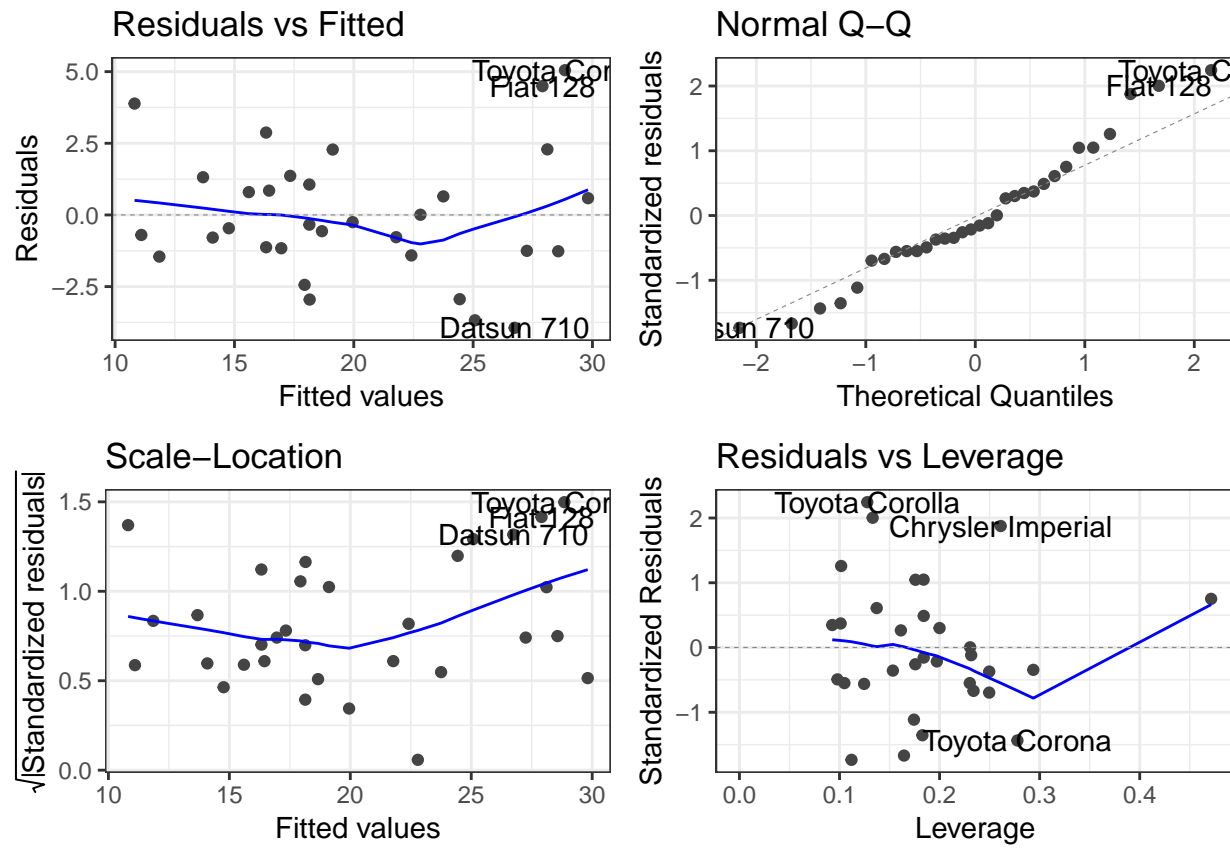 Residuals vs Fitted
Toyota Cor
Fiat 128
Datsun 710
5.0
2.5
0.0
−2.5
10 15 20 25 30
Residuals
Fitted values
Normal Q−Q
Toyota C
Fiat 128
sun 710
2
1
0
−1
−2 −1 0 1 2
Standardized residuals
Theoretical Quantiles
Scale−Location
Toyota Cor
Fiat 128
Datsun 710
1.5
1.0
0.5
0.0
10 15 20 25 30
√|Standardized residuals|
Fitted values
Residuals vs Leverage
Toyota Corolla
Chrysler Imperial
Toyota Corona
2
1
0
−1
0.0 0.1 0.2 0.3 0.4
Standardized Residuals
Leverage